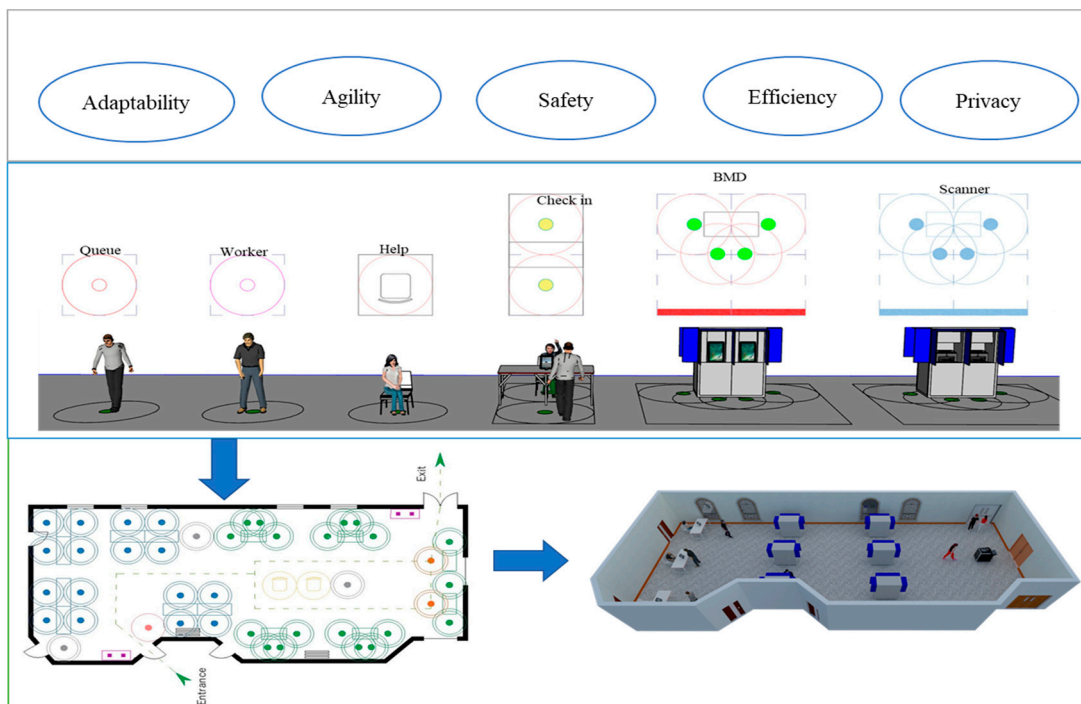 Adaptability
Agility
Safety
Efficiency
Privacy
Queue
Worker
Help
Check in
BMD
Scanner
Exit
Entrance